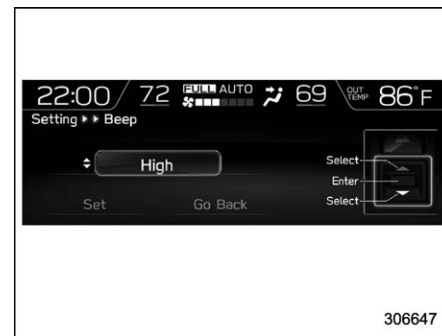 22:00 72 FULL AUTO 69 OUT TEMP 86°F
Setting ▸▸ Beep
High
Select
Enter
Set Go Back Select
306647